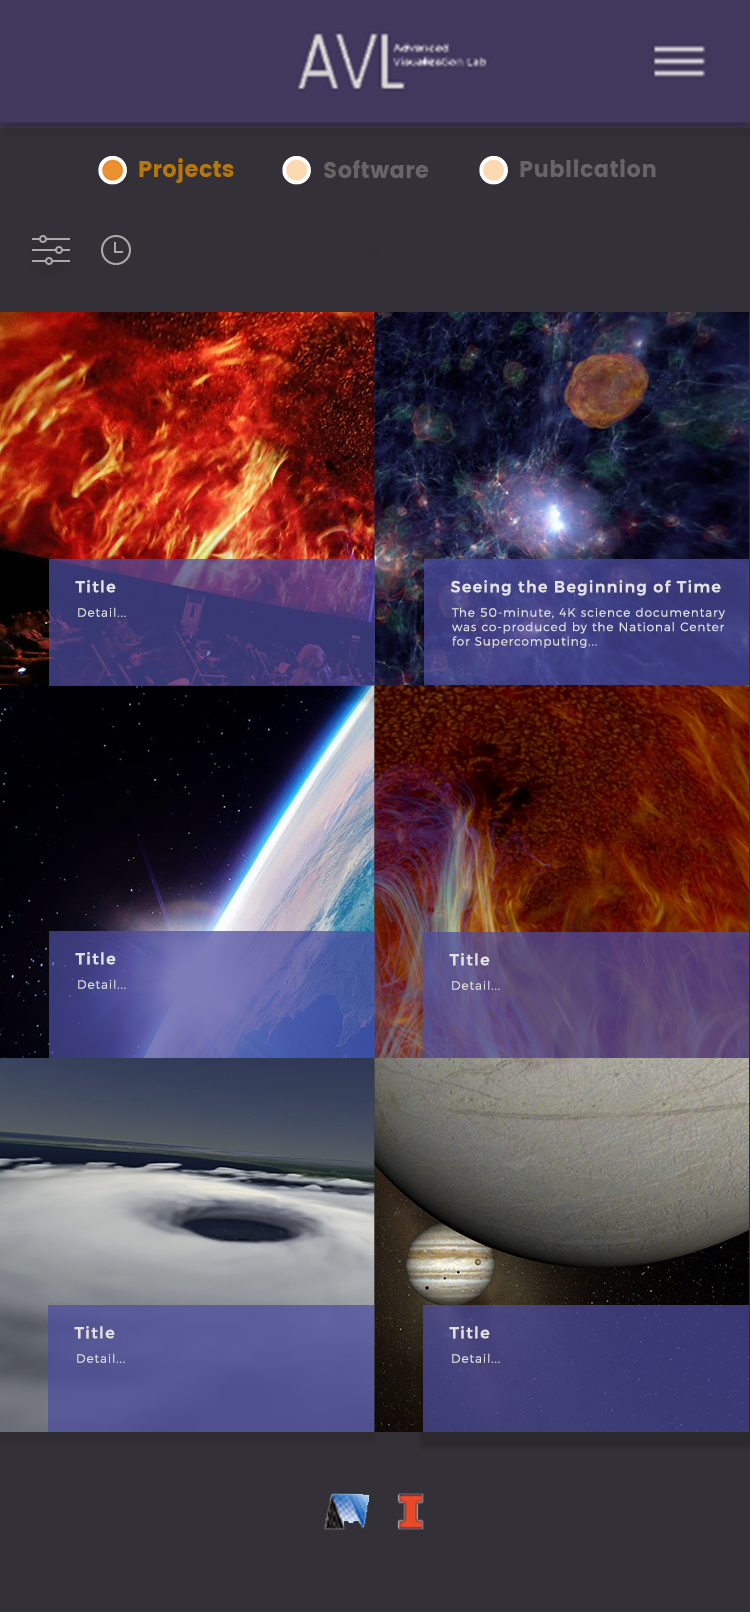 AVL Advanced
Visualization Lab
Projects Software Publication
Title
Detail...
Seeing the Beginning of Time
The 50-minute, 4K science documentary
was co-produced by the National Center
for Supercomputing...
Title
Detail...
Title
Detail...
Title
Detail...
Title
Detail...
I